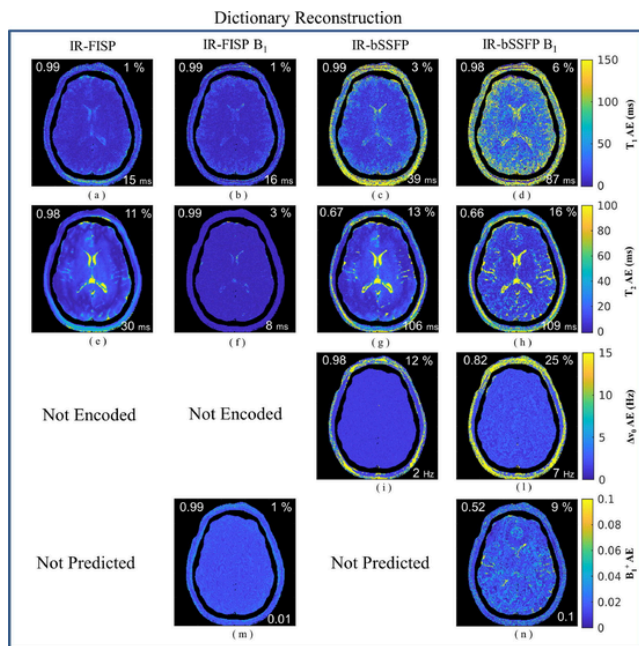 Dictionary Reconstruction
IR-FISP IR-FISP B₁ IR-bSSFP IR-bSSFP B₁
0.99 1 % 0.99 1 % 0.99 3 % 0.98 6 % 150
100
50
0
T₁ AE (ms)
15 ms 16 ms 39 ms 87 ms
( a ) ( b ) ( c ) ( d )
0.98 11 % 0.99 3 % 0.67 13 % 0.66 16 % 100
80
60
40
20
0
T₂ AE (ms)
30 ms 8 ms 106 ms 109 ms
( e ) ( f ) ( g ) ( h )
0.98 12 % 0.82 25 % 15
10
5
0
Δν₀ AE (Hz)
Not Encoded Not Encoded
2 Hz 7 Hz
( i ) ( l )
0.99 1 % 0.52 9 % 0.1
0.08
0.06
0.04
0.02
0
B₁⁺ AE
Not Predicted Not Predicted
0.01 0.1
( m ) ( n )